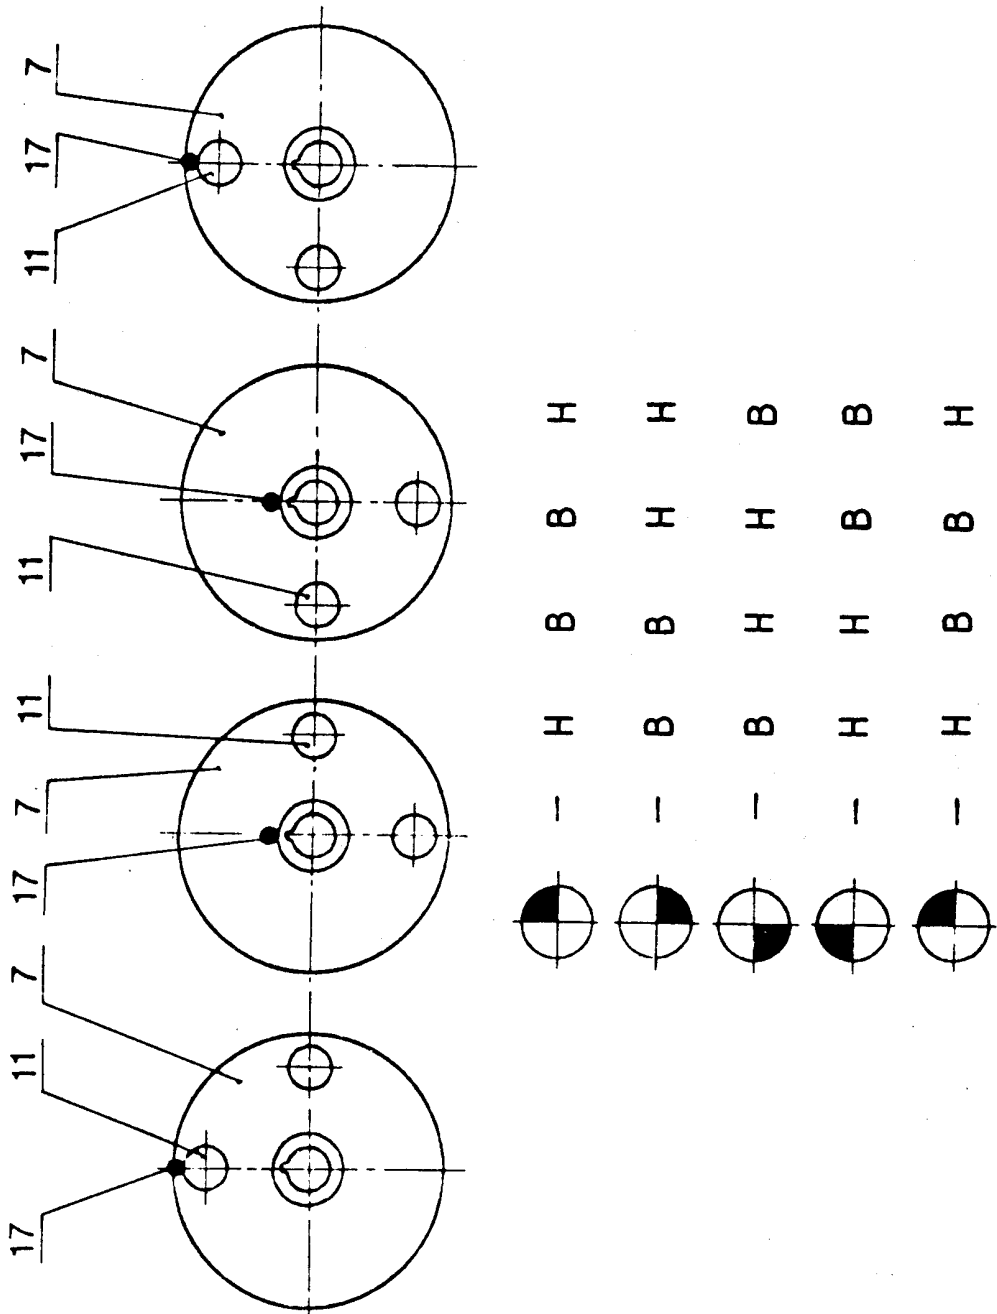 17 11 7 17 7 11 11 17 7 11 17 7
– H B B H
– B B H H
– B H H B
– H H B B
– H B B H